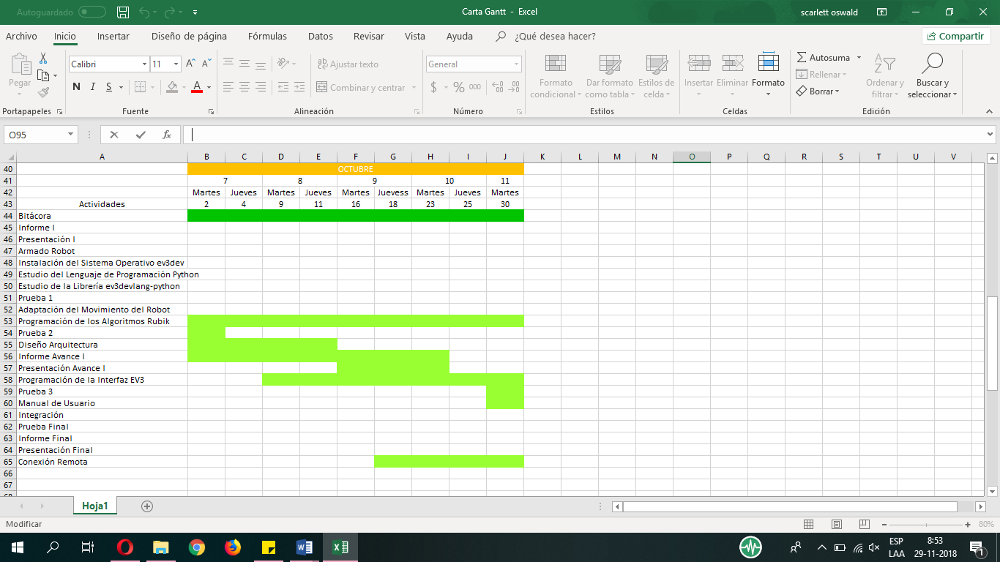 Autoguardado
Carta Gantt - Excel
scarlett oswald
Archivo Inicio Insertar Diseño de página Fórmulas Datos Revisar Vista Ayuda ¿Qué desea hacer? Compartir
Pegar
Calibri 11
N K S
Ajustar texto
Combinar y centrar
General
$ % 000
Formato condicional
Dar formato como tabla
Estilos de celda
Insertar Eliminar Formato
Autosuma
Rellenar
Borrar
Ordenar y filtrar
Buscar y seleccionar
Portapapeles Fuente Alineación Número Estilos Celdas Edición
O95 fx
A B C D E F G H I J K L M N O P Q R S T U V
40 OCTUBRE
41 7 8 9 10 11
42 Martes Jueves Martes Jueves Martes Juevess Martes Jueves Martes
43 Actividades 2 4 9 11 16 18 23 25 30
44 Bitácora
45 Informe I
46 Presentación I
47 Armado Robot
48 Instalación del Sistema Operativo ev3dev
49 Estudio del Lenguaje de Programación Python
50 Estudio de la Librería ev3devlang-python
51 Prueba 1
52 Adaptación del Movimiento del Robot
53 Programación de los Algoritmos Rubik
54 Prueba 2
55 Diseño Arquitectura
56 Informe Avance I
57 Presentación Avance I
58 Programación de la Interfaz EV3
59 Prueba 3
60 Manual de Usuario
61 Integración
62 Prueba Final
63 Informe Final
64 Presentación Final
65 Conexión Remota
66
67
68
Hoja1
Modificar
80%
ESP
LAA
8:53
29-11-2018
1